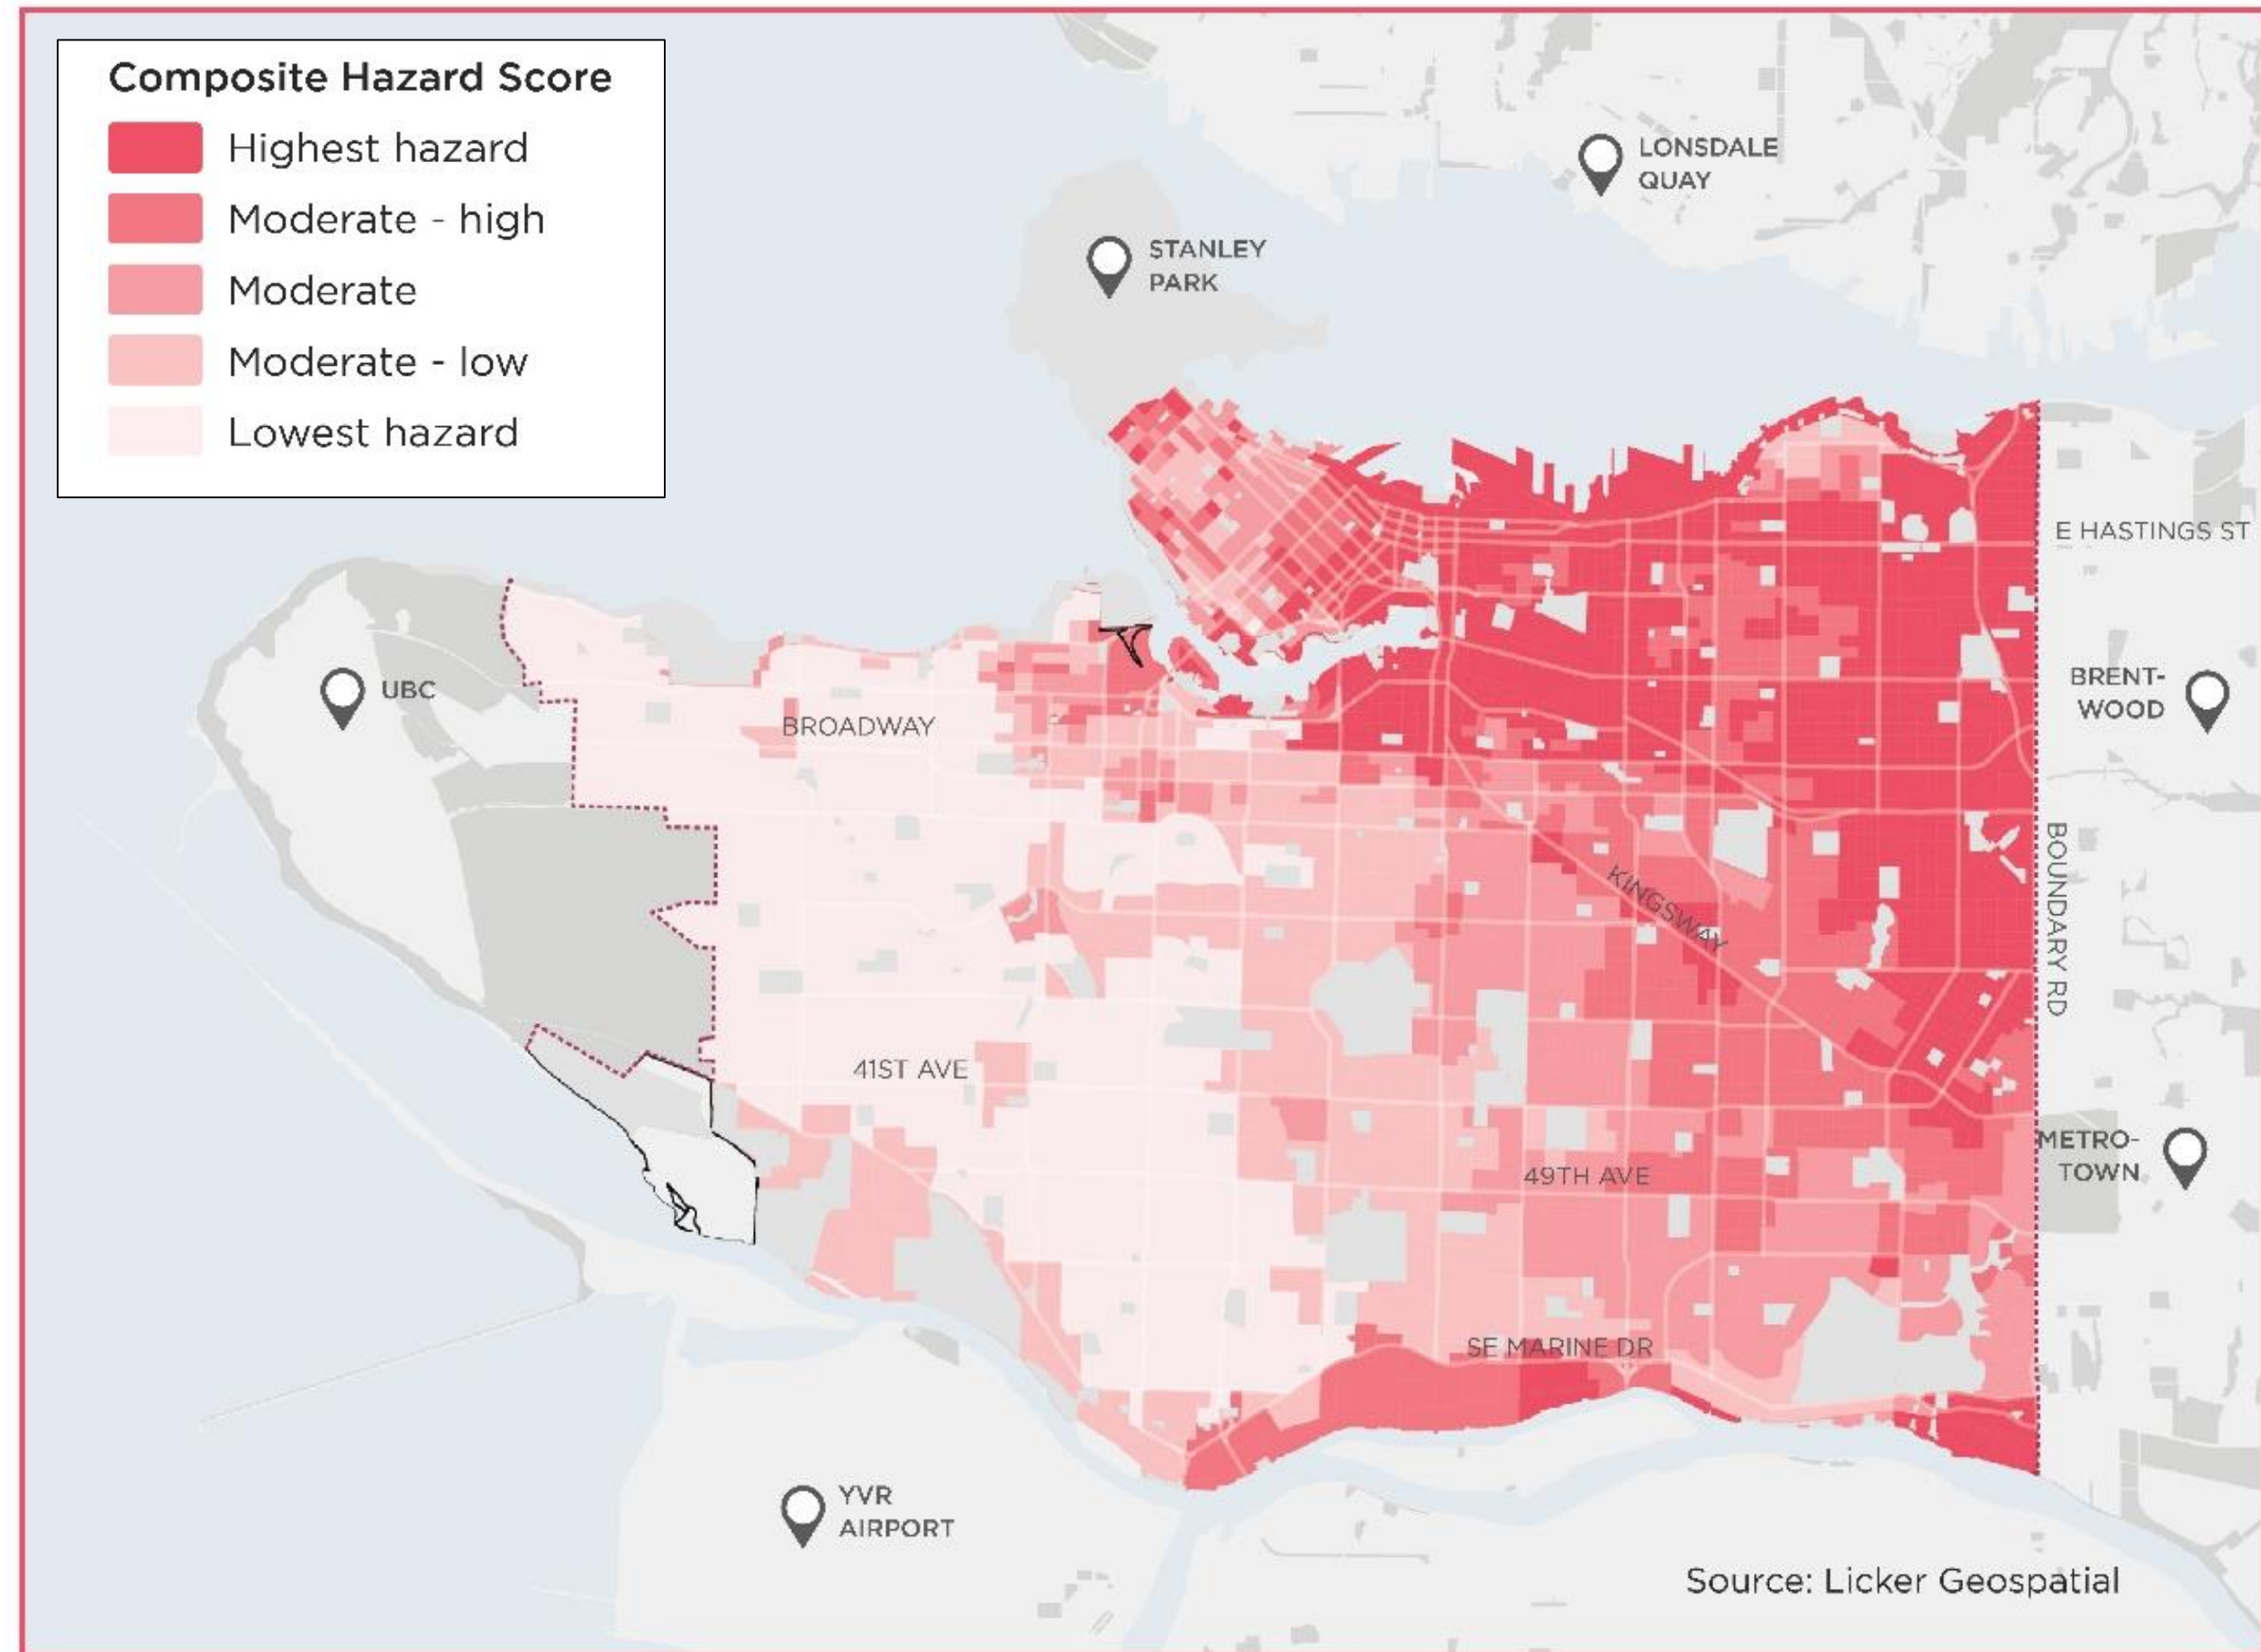 Composite Hazard Score
Highest hazard
Moderate - high
Moderate
Moderate - low
Lowest hazard
LONSDALE
QUAY
STANLEY
PARK
E HASTINGS ST
UBC
BRENT-
WOOD
BROADWAY
KINGSWAY
BOUNDARY RD
41ST AVE
METRO-
TOWN
49TH AVE
SE MARINE DR
YVR
AIRPORT
Source: Licker Geospatial